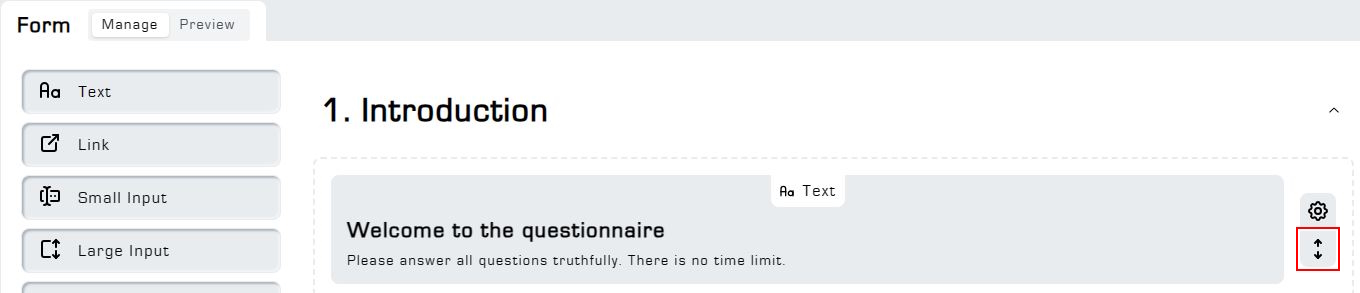 Form
Manage
Preview
Aa Text
Link
Small Input
Large Input
1. Introduction
Aa Text
Welcome to the questionnaire
Please answer all questions truthfully. There is no time limit.